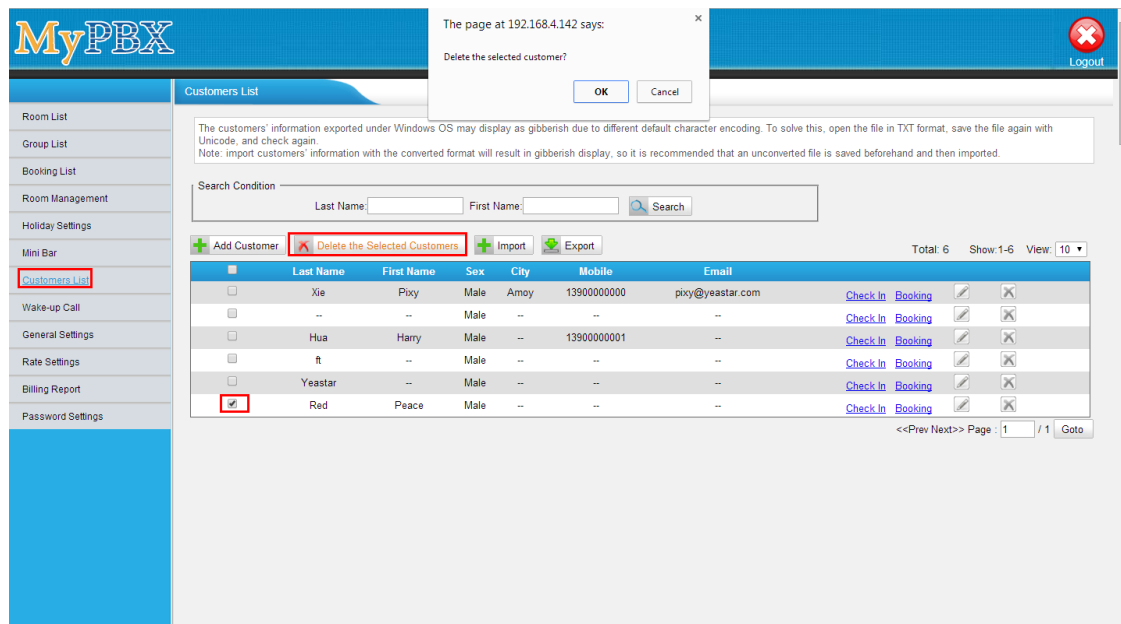 MyPBX
The page at 192.168.4.142 says:
×
Delete the selected customer?
OK Cancel
Logout
Customers List
Room List
Group List
Booking List
Room Management
Holiday Settings
Mini Bar
Customers List
Wake-up Call
General Settings
Rate Settings
Billing Report
Password Settings
The customers' information exported under Windows OS may display as gibberish due to different default character encoding. To solve this, open the file in TXT format, save the file again with
Unicode, and check again.
Note: import customers' information with the converted format will result in gibberish display, so it is recommended that an unconverted file is saved beforehand and then imported.
Search Condition
Last Name: First Name: Search
Add Customer Delete the Selected Customers Import Export Total: 6 Show:1-6 View: 10
Last Name First Name Sex City Mobile Email
Xie Pixy Male Amoy 13900000000 pixy@yeastar.com Check In Booking
-- -- Male -- -- -- Check In Booking
Hua Harry Male -- 13900000001 -- Check In Booking
ft -- Male -- -- -- Check In Booking
Yeastar -- Male -- -- -- Check In Booking
Red Peace Male -- -- -- Check In Booking
<<Prev Next>> Page : 1 / 1 Goto